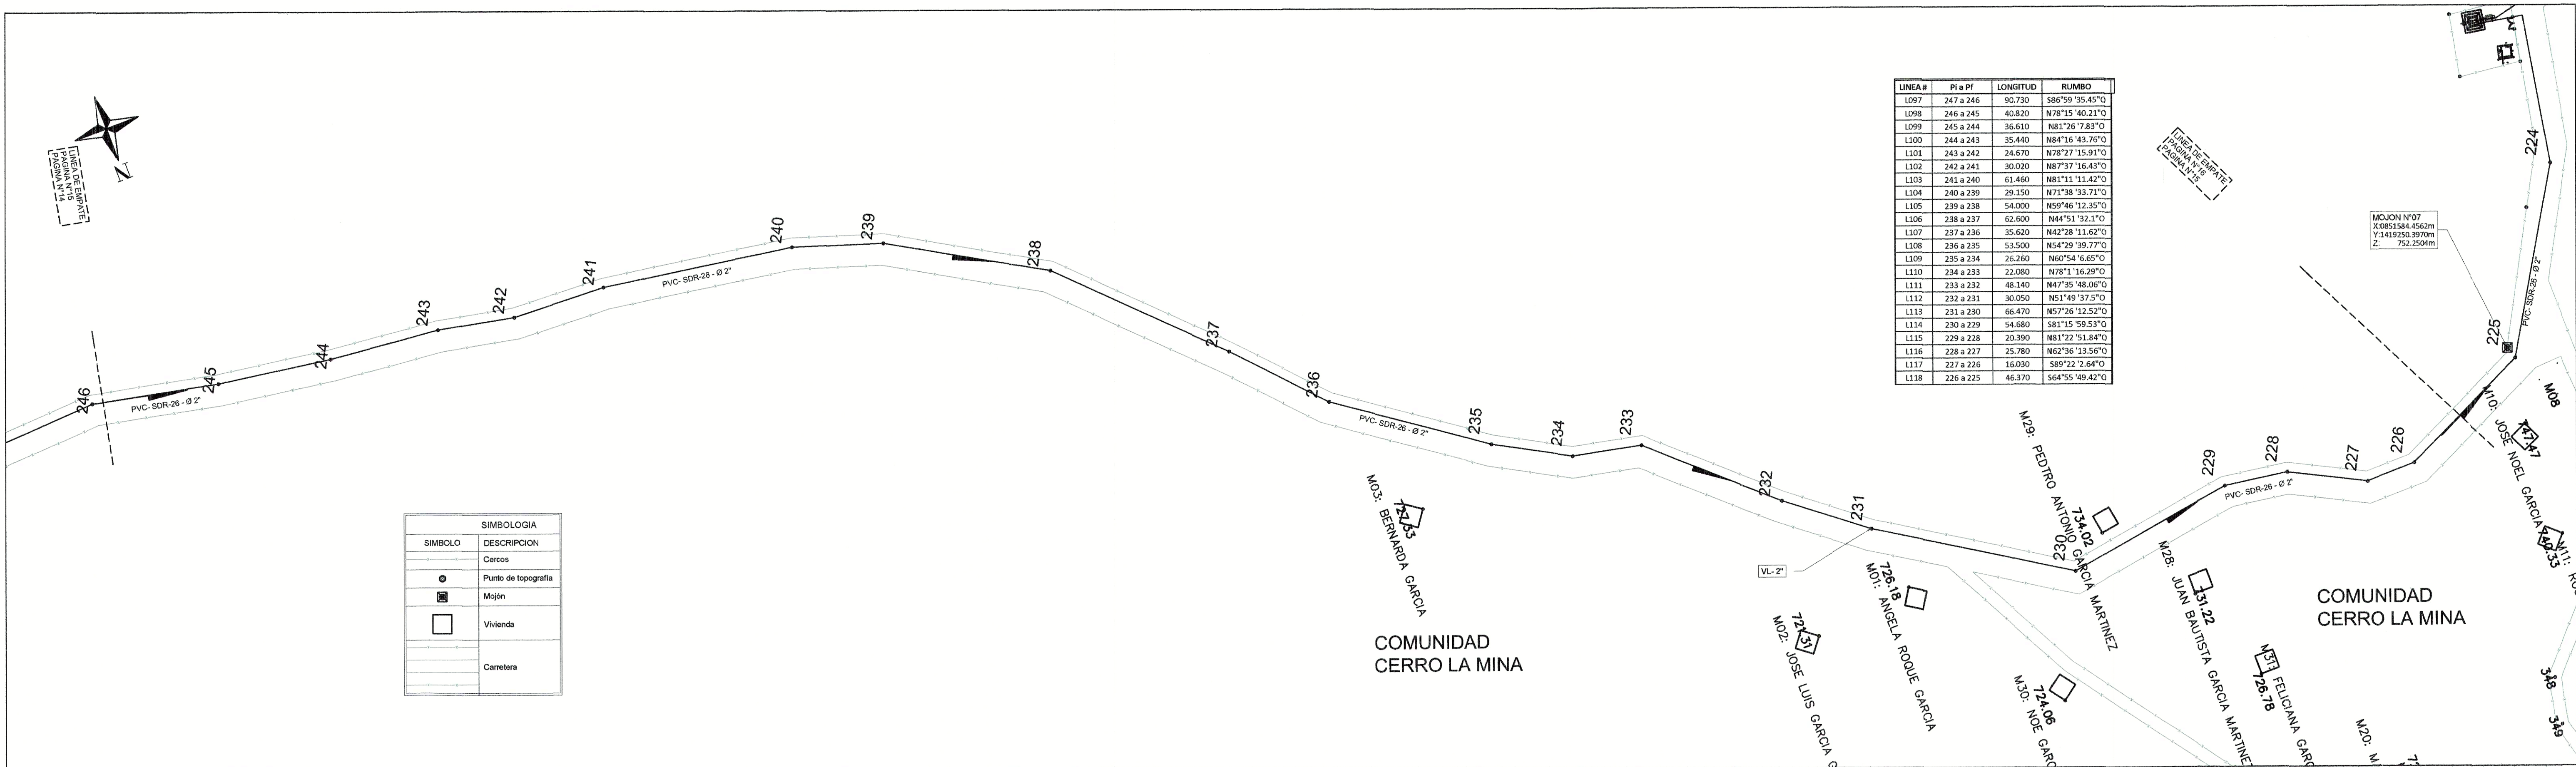 LINEA # PI a Pf LONGITUD RUMBO
L097 247 a 246 90.730 S86°59 '35.45"O
L098 246 a 245 40.820 N78°15 '40.21"O
L099 245 a 244 36.610 N81°26 '7.83"O
L100 244 a 243 35.440 N84°16 '43.76"O
L101 243 a 242 24.670 N78°27 '15.91"O
L102 242 a 241 30.020 N87°37 '16.43"O
L103 241 a 240 61.460 N81°11 '11.42"O
L104 240 a 239 29.150 N71°38 '33.71"O
L105 239 a 238 54.000 N59°46 '12.35"O
L106 238 a 237 62.600 N44°51 '32.1"O
L107 237 a 236 35.620 N42°28 '11.62"O
L108 236 a 235 53.500 N54°29 '39.77"O
L109 235 a 234 26.260 N60°54 '6.65"O
L110 234 a 233 22.080 N78°1 '16.29"O
L111 233 a 232 48.140 N47°35 '48.06"O
L112 232 a 231 30.050 N51°49 '37.5"O
L113 231 a 230 66.470 N57°26 '12.52"O
L114 230 a 229 54.680 S81°15 '59.53"O
L115 229 a 228 20.390 N81°22 '51.84"O
L116 228 a 227 25.780 N62°36 '13.56"O
L117 227 a 226 16.030 S89°22 '2.64"O
L118 226 a 225 46.370 S64°55 '49.42"O
N
LINEA DE EMPATE
PAGINA N°15
PAGINA N°14
LINEA DE EMPATE
PAGINA N°16
PAGINA N°15
MOJON N°07
X:0851584.4562m
Y:1419250.3970m
Z: 752.2504m
246
245
244
243
242
241
240
239
238
237
236
235
234
233
232
231
230
229
228
227
226
225
224
PVC- SDR-26 - Ø 2"
PVC- SDR-26 - Ø 2"
PVC- SDR-26 - Ø 2"
PVC- SDR-26 - Ø 2"
PVC- SDR-26 - Ø 2"
VL- 2"
SIMBOLOGIA
SIMBOLO DESCRIPCION
Cercos
Punto de topografia
Mojón
Vivienda
Carretera
M03: BERNARDA GARCIA
727.53
COMUNIDAD
CERRO LA MINA
M02: JOSE LUIS GARCIA G
721.31
M01: ANGELA ROQUE GARCIA
726.18
M30: NOE GARC
724.06
M29: PEDTRO ANTONIO GARCIA MARTINEZ
734.02
M28: JUAN BAUTISTA GARCIA MARTINE
731.22
M31: FELICIANA GARC
726.78
M20:
M10: JOSE NOEL GARCIA
747.47
M08
740.33
M11:
COMUNIDAD
CERRO LA MINA
348
349